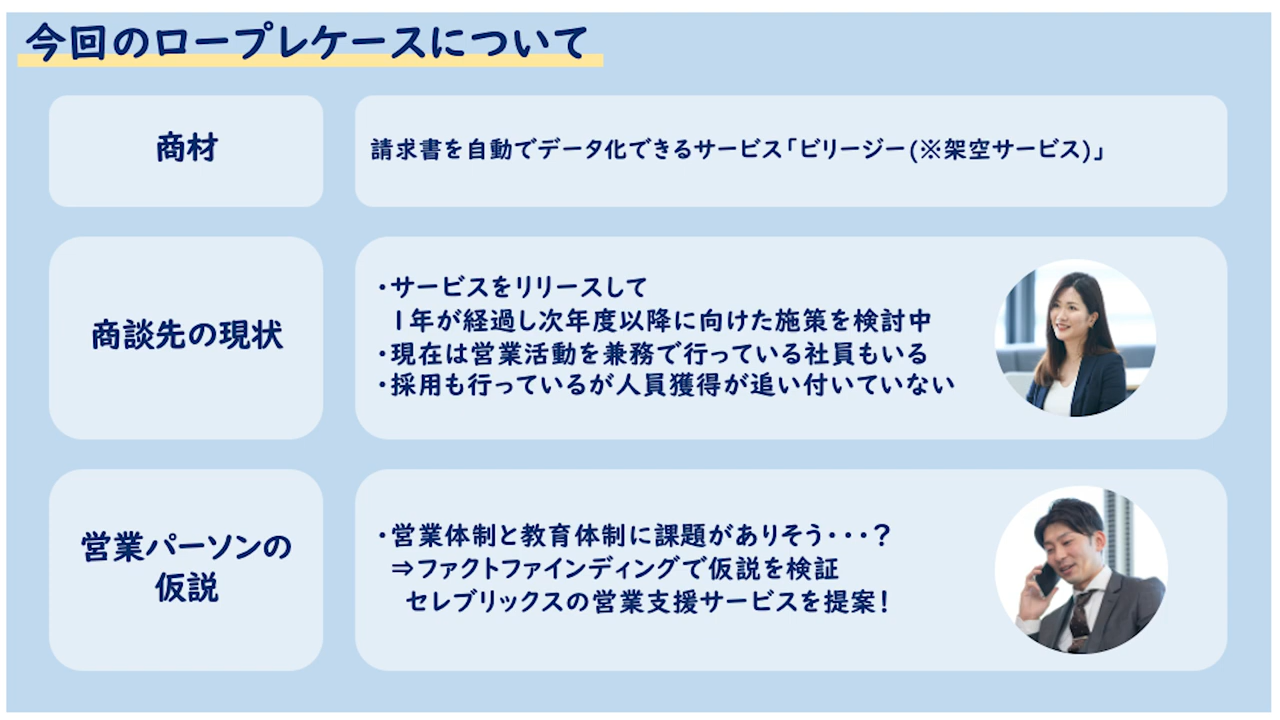 今回のロープレケースについて
商材
請求書を自動でデータ化できるサービス「ビリージー(※架空サービス)」
商談先の現状
・サービスをリリースして
1年が経過し次年度以降に向けた施策を検討中
・現在は営業活動を兼務で行っている社員もいる
・採用も行っているが人員獲得が追い付いていない
営業パーソンの
仮説
・営業体制と教育体制に課題がありそう・・・?
⇒ファクトファインディングで仮説を検証
セレブリックスの営業支援サービスを提案!